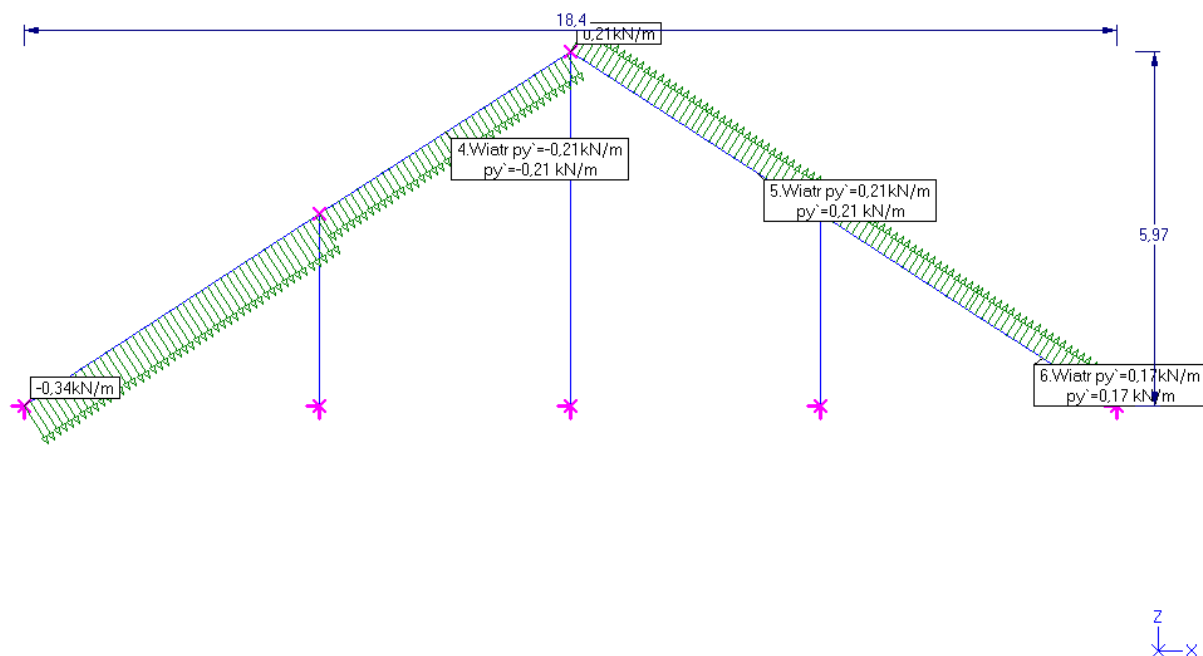 18,4
0,21kN/m
4.Wiatr py`=-0,21kN/m
py`=-0,21 kN/m
5.Wiatr py`=0,21kN/m
py`=0,21 kN/m
5,97
-0,34kN/m
6.Wiatr py`=0,17kN/m
py`=0,17 kN/m
Z
X